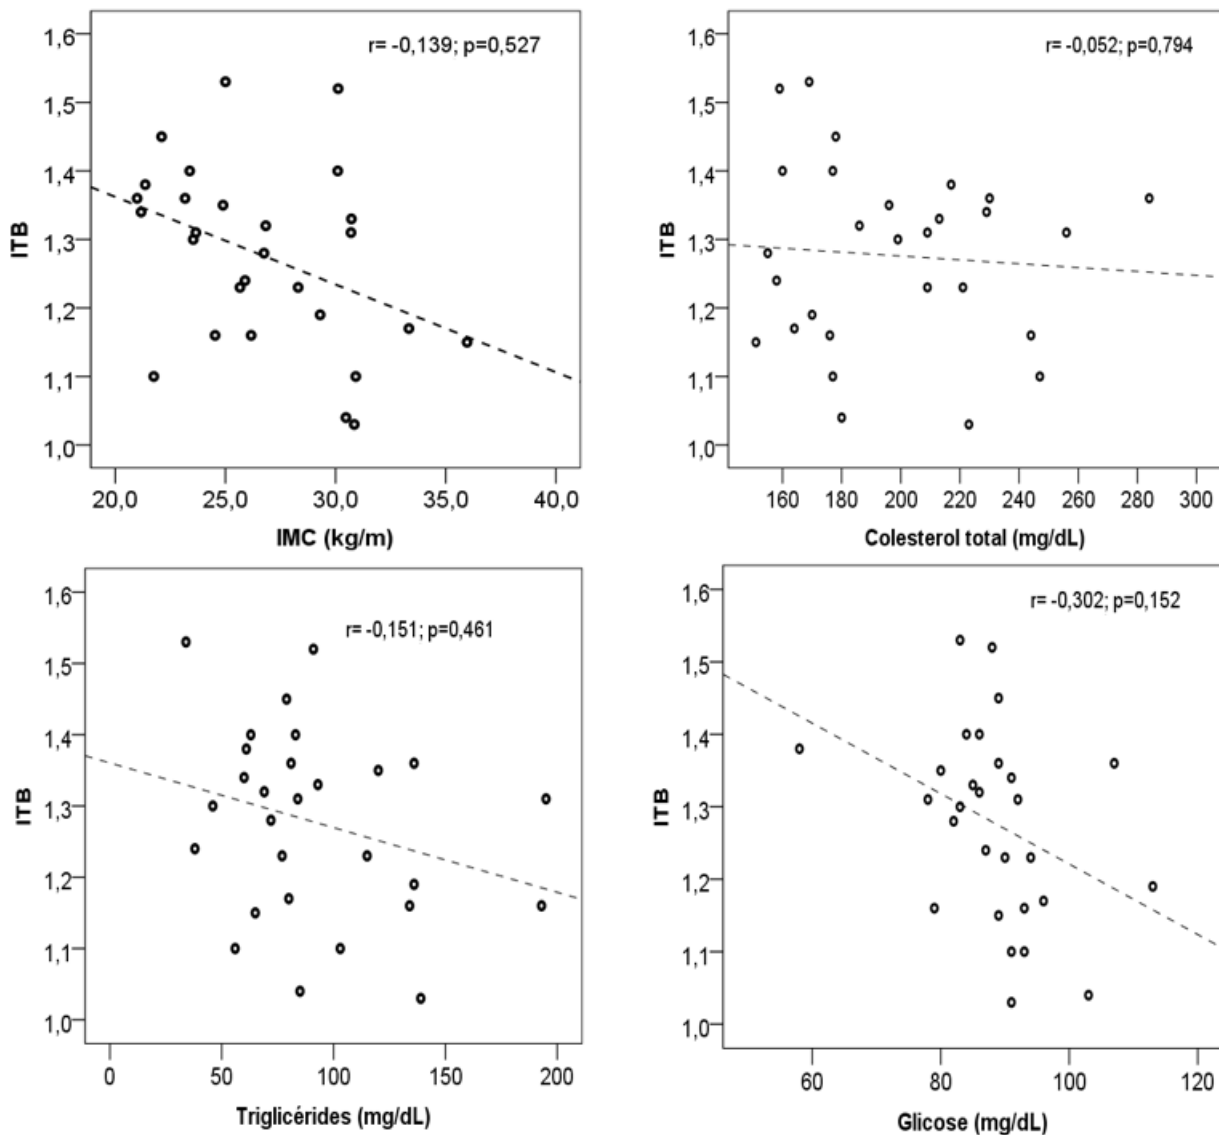 r= -0,139; p=0,527
1,6
1,5
1,4
1,3
1,2
1,1
1,0
ITB
20,0 25,0 30,0 35,0 40,0
IMC (kg/m)
r= -0,052; p=0,794
1,6
1,5
1,4
1,3
1,2
1,1
1,0
ITB
160 180 200 220 240 260 280 300
Colesterol total (mg/dL)
r= -0,151; p=0,461
1,6
1,5
1,4
1,3
1,2
1,1
1,0
ITB
0 50 100 150 200
Triglicérides (mg/dL)
r= -0,302; p=0,152
1,6
1,5
1,4
1,3
1,2
1,1
1,0
ITB
60 80 100 120
Glicose (mg/dL)